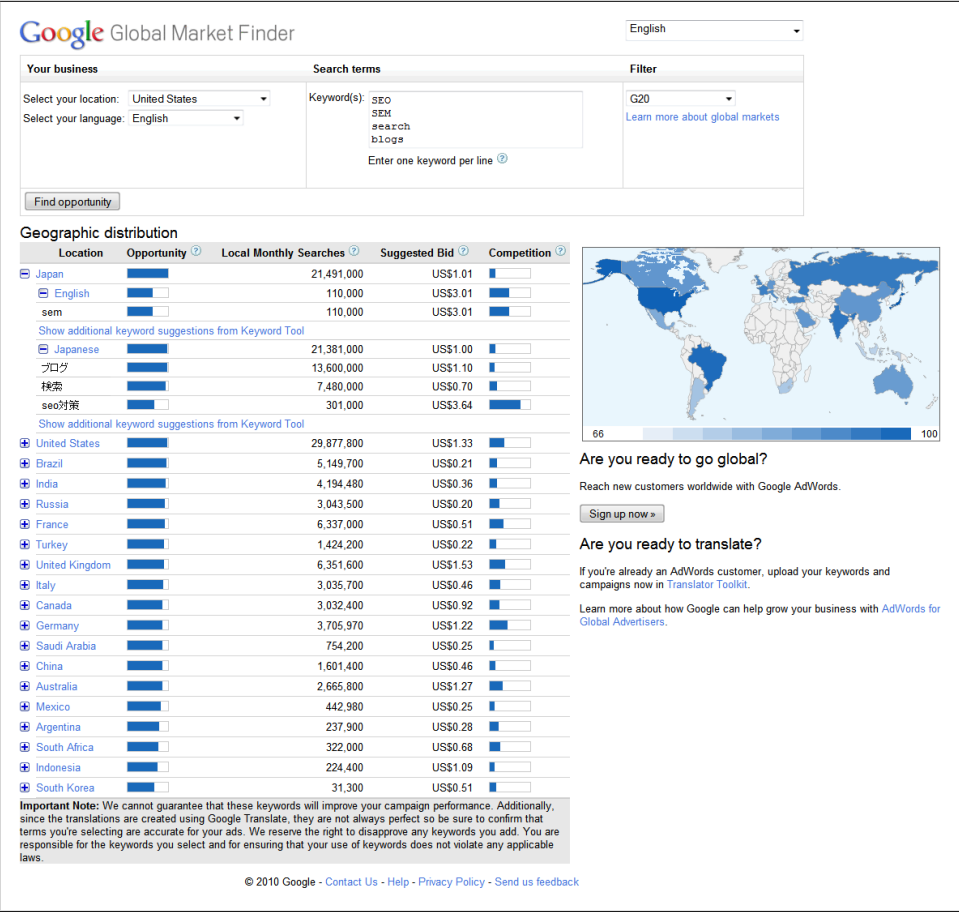 Google Global Market Finder
English
Your business
Search terms
Filter
Select your location: United States
Select your language: English
Keyword(s):
SEO
SEM
search
blogs
Enter one keyword per line ?
G20
Learn more about global markets
Find opportunity
Geographic distribution
Location Opportunity ? Local Monthly Searches ? Suggested Bid ? Competition ?
Japan 21,491,000 US$1.01
English 110,000 US$3.01
sem 110,000 US$3.01
Show additional keyword suggestions from Keyword Tool
Japanese 21,381,000 US$1.00
ブログ 13,600,000 US$1.10
検索 7,480,000 US$0.70
seo対策 301,000 US$3.64
Show additional keyword suggestions from Keyword Tool
United States 29,877,800 US$1.33
Brazil 5,149,700 US$0.21
India 4,194,480 US$0.36
Russia 3,043,500 US$0.20
France 6,337,000 US$0.51
Turkey 1,424,200 US$0.22
United Kingdom 6,351,600 US$1.53
Italy 3,035,700 US$0.46
Canada 3,032,400 US$0.92
Germany 3,705,970 US$1.22
Saudi Arabia 754,200 US$0.25
China 1,601,400 US$0.46
Australia 2,665,800 US$1.27
Mexico 442,980 US$0.25
Argentina 237,900 US$0.28
South Africa 322,000 US$0.68
Indonesia 224,400 US$1.09
South Korea 31,300 US$0.51
Important Note: We cannot guarantee that these keywords will improve your campaign performance. Additionally,
since the translations are created using Google Translate, they are not always perfect so be sure to confirm that
terms you're selecting are accurate for your ads. We reserve the right to disapprove any keywords you add. You are
responsible for the keywords you select and for ensuring that your use of keywords does not violate any applicable
laws.
66 100
Are you ready to go global?
Reach new customers worldwide with Google AdWords.
Sign up now »
Are you ready to translate?
If you're already an AdWords customer, upload your keywords and
campaigns now in Translator Toolkit.
Learn more about how Google can help grow your business with AdWords for
Global Advertisers.
© 2010 Google - Contact Us - Help - Privacy Policy - Send us feedback